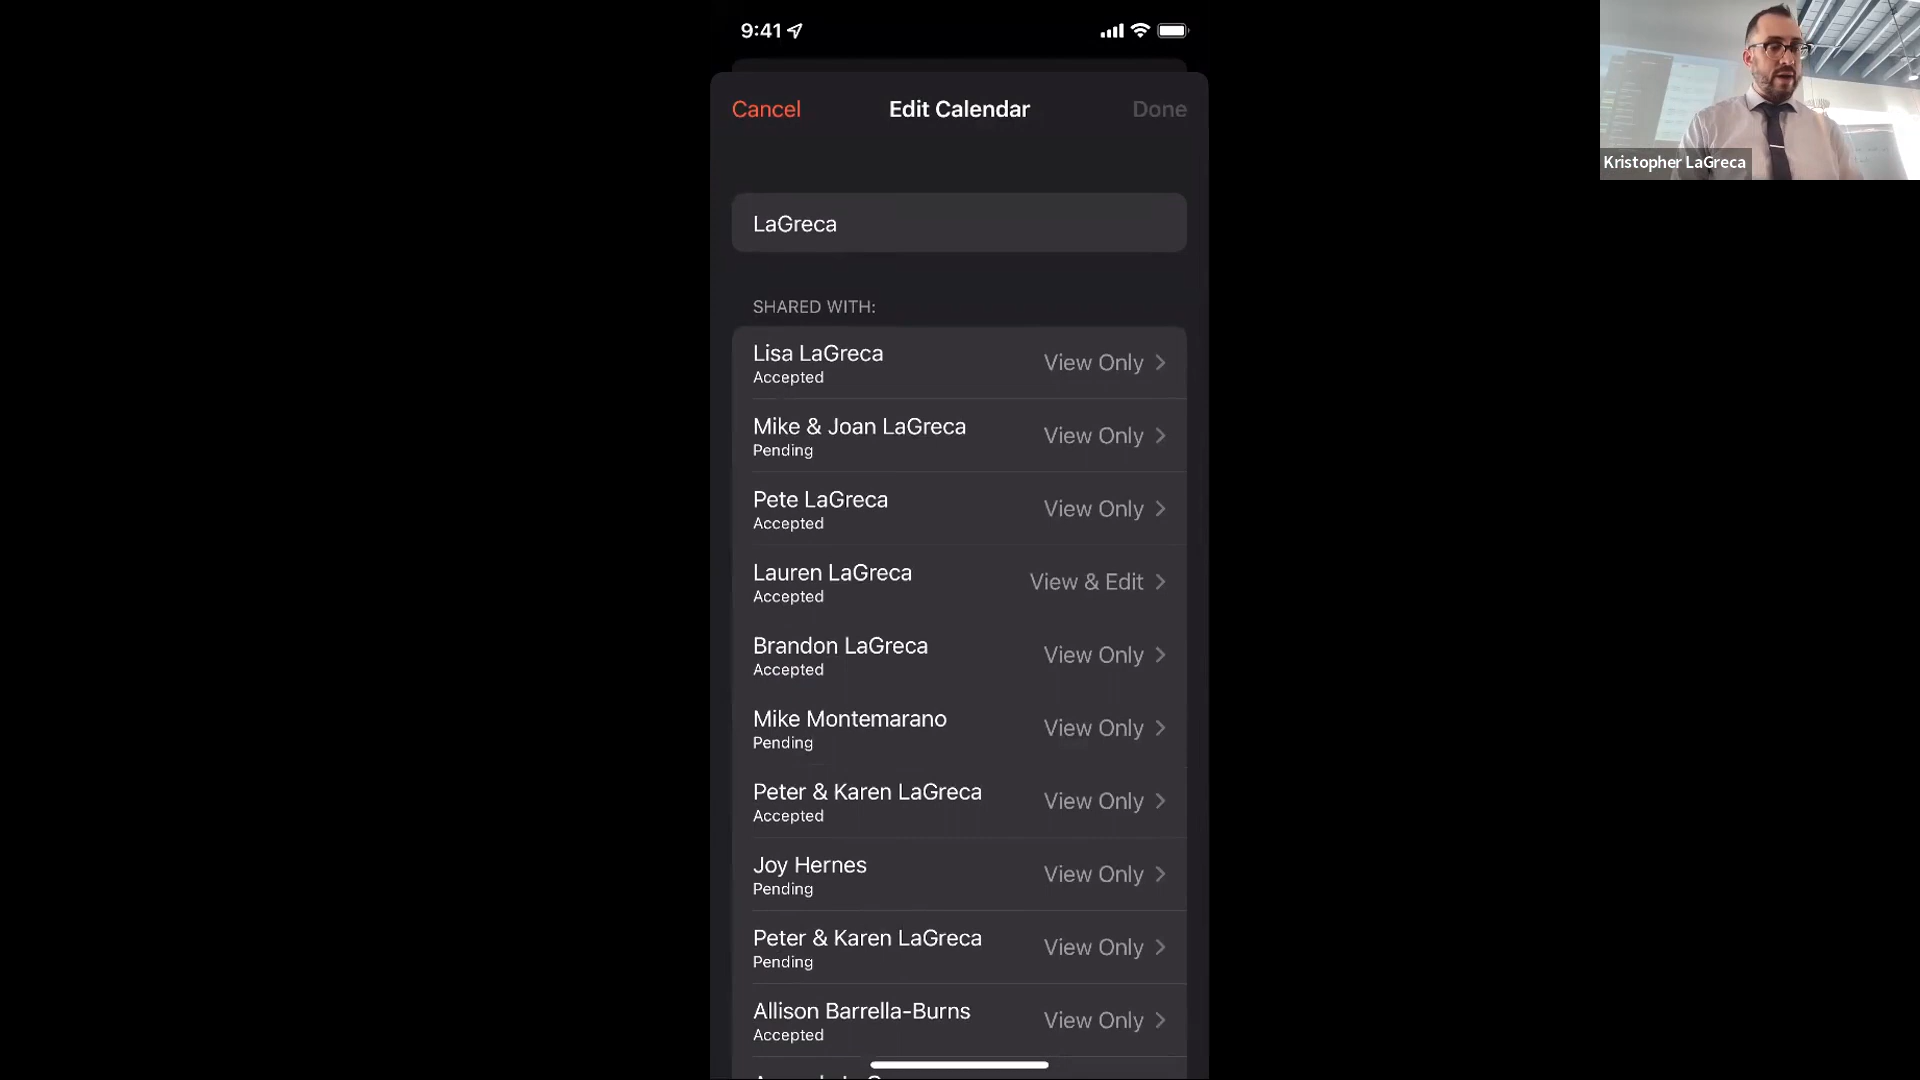 9:41
Cancel
Edit Calendar
Done
LaGreca
SHARED WITH:
Lisa LaGreca
Accepted
View Only
Mike & Joan LaGreca
Pending
View Only
Pete LaGreca
Accepted
View Only
Lauren LaGreca
Accepted
View & Edit
Brandon LaGreca
Accepted
View Only
Mike Montemarano
Pending
View Only
Peter & Karen LaGreca
Accepted
View Only
Joy Hernes
Pending
View Only
Peter & Karen LaGreca
Pending
View Only
Allison Barrella-Burns
Accepted
View Only
Kristopher LaGreca